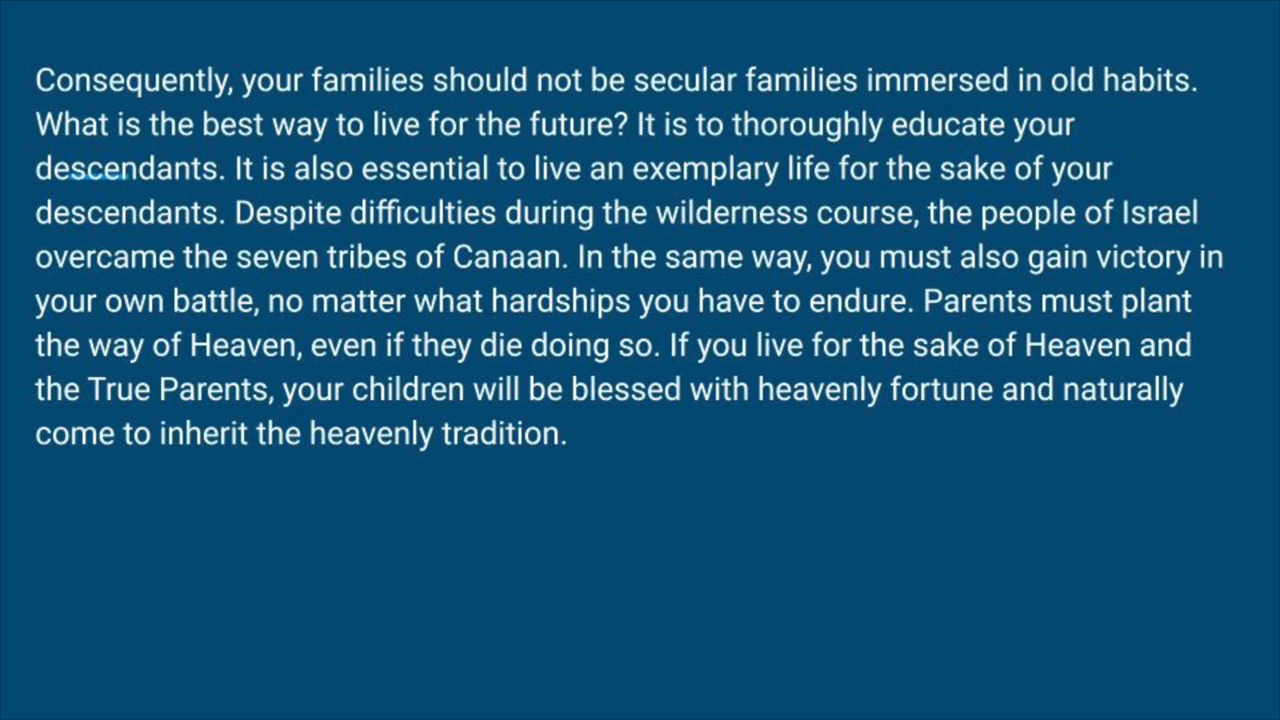 Consequently, your families should not be secular families immersed in old habits.
What is the best way to live for the future? It is to thoroughly educate your
descendants. It is also essential to live an exemplary life for the sake of your
descendants. Despite difficulties during the wilderness course, the people of Israel
overcame the seven tribes of Canaan. In the same way, you must also gain victory in
your own battle, no matter what hardships you have to endure. Parents must plant
the way of Heaven, even if they die doing so. If you live for the sake of Heaven and
the True Parents, your children will be blessed with heavenly fortune and naturally
come to inherit the heavenly tradition.